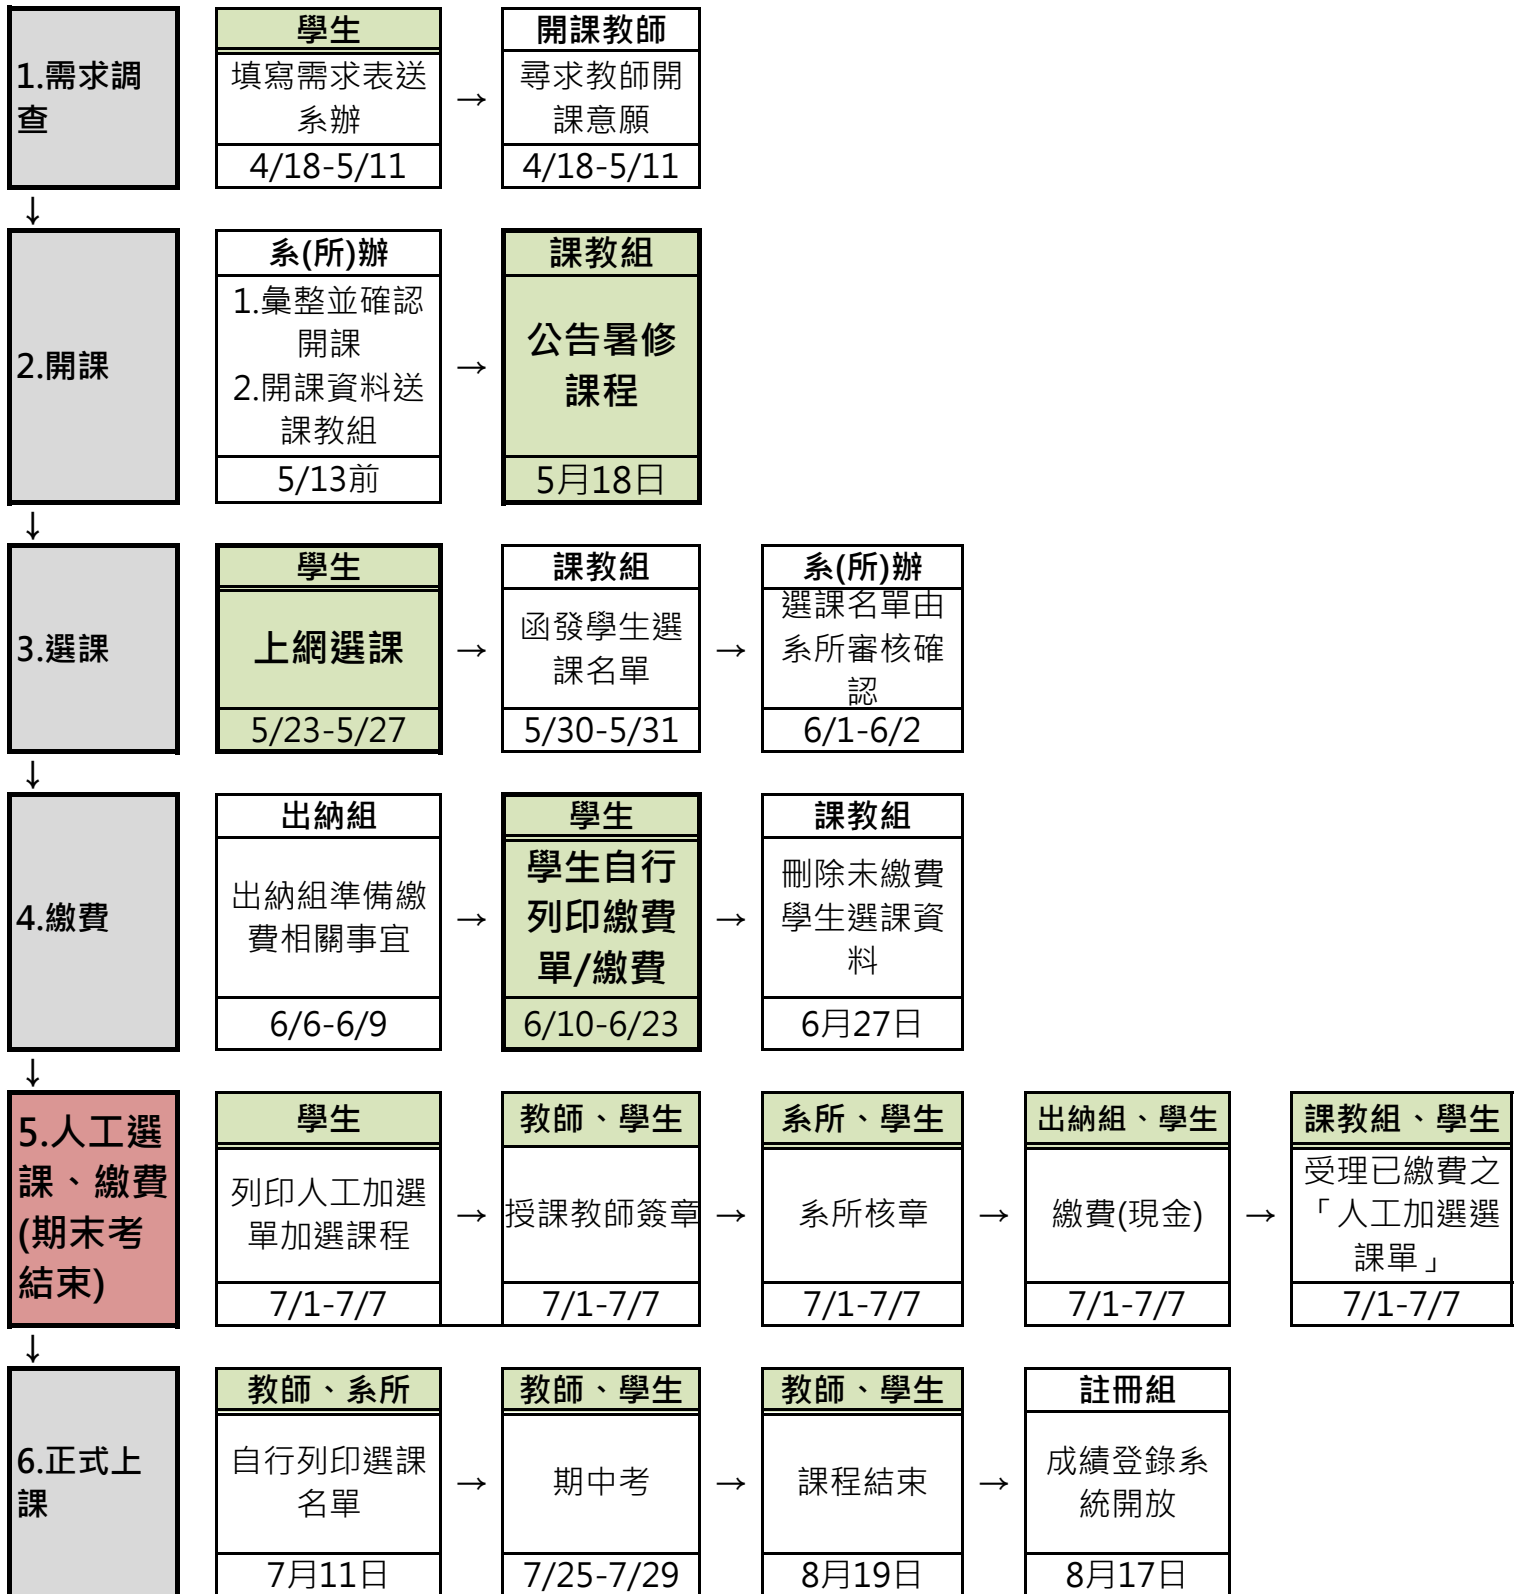 1.需求調
查
學生
填寫需求表送
系辦
4/18-5/11
→
開課教師
尋求教師開
課意願
4/18-5/11
↓
2.開課
系(所)辦
1.彙整並確認
開課
2.開課資料送
課教組
5/13前
→
課教組
公告暑修
課程
5月18日
↓
3.選課
學生
上網選課
5/23-5/27
→
課教組
函發學生選
課名單
5/30-5/31
→
系(所)辦
選課名單由
系所審核確
認
6/1-6/2
↓
4.繳費
出納組
出納組準備繳
費相關事宜
6/6-6/9
→
學生
學生自行
列印繳費
單/繳費
6/10-6/23
→
課教組
刪除未繳費
學生選課資
料
6月27日
↓
5.人工選
課、繳費
(期末考
結束)
學生
列印人工加選
單加選課程
7/1-7/7
→
教師、學生
授課教師簽章
7/1-7/7
→
系所、學生
系所核章
7/1-7/7
→
出納組、學生
繳費(現金)
7/1-7/7
→
課教組、學生
受理已繳費之
「人工加選選
課單」
7/1-7/7
↓
6.正式上
課
教師、系所
自行列印選課
名單
7月11日
→
教師、學生
期中考
7/25-7/29
→
教師、學生
課程結束
8月19日
→
註冊組
成績登錄系
統開放
8月17日